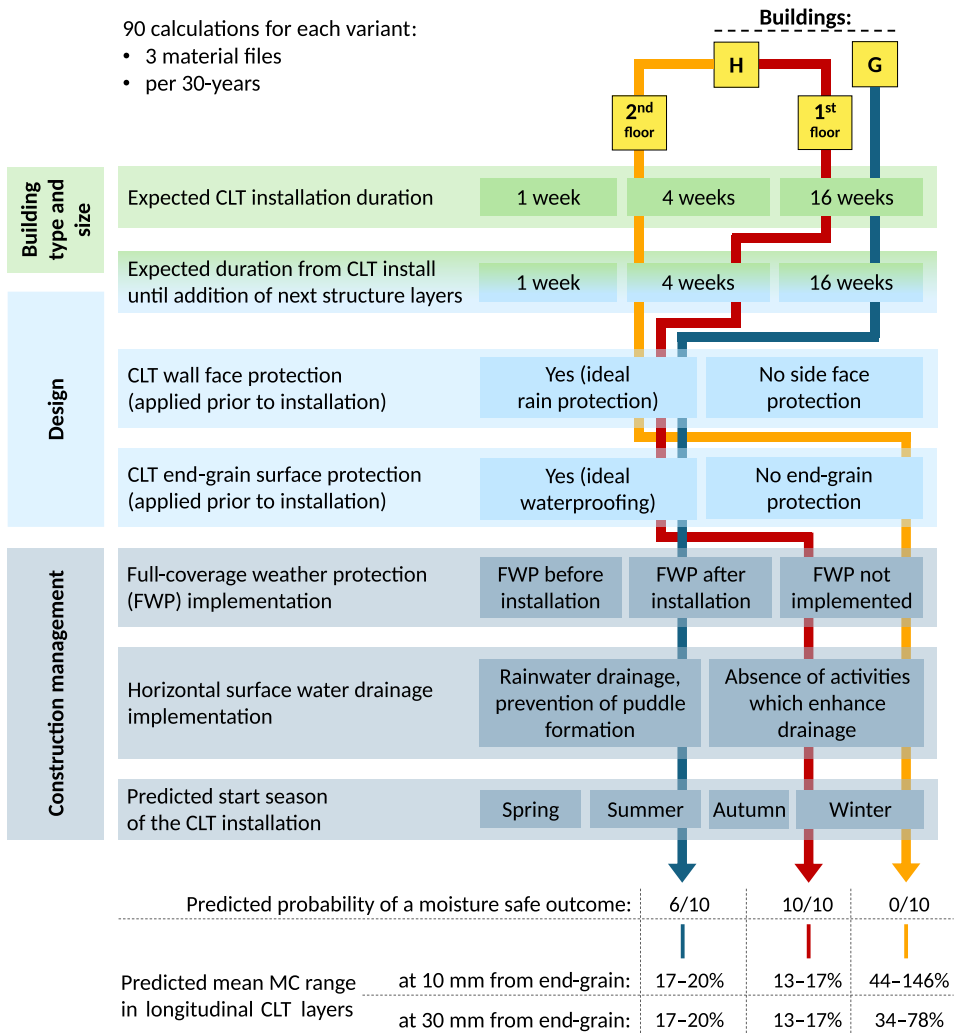 90 calculations for each variant:
• 3 material files
• per 30-years
Buildings:
H
G
2nd
floor
1st
floor
Building
type and
size
Expected CLT installation duration
1 week
4 weeks
16 weeks
Expected duration from CLT install
until addition of next structure layers
1 week
4 weeks
16 weeks
Design
CLT wall face protection
(applied prior to installation)
Yes (ideal
rain protection)
No side face
protection
CLT end-grain surface protection
(applied prior to installation)
Yes (ideal
waterproofing)
No end-grain
protection
Construction management
Full-coverage weather protection
(FWP) implementation
FWP before
installation
FWP after
installation
FWP not
implemented
Horizontal surface water drainage
implementation
Rainwater drainage,
prevention of puddle
formation
Absence of activities
which enhance
drainage
Predicted start season
of the CLT installation
Spring
Summer
Autumn
Winter
Predicted probability of a moisture safe outcome:
6/10
10/10
0/10
Predicted mean MC range
in longitudinal CLT layers
at 10 mm from end-grain:
17–20%
13–17%
44–146%
at 30 mm from end-grain:
17–20%
13–17%
34–78%